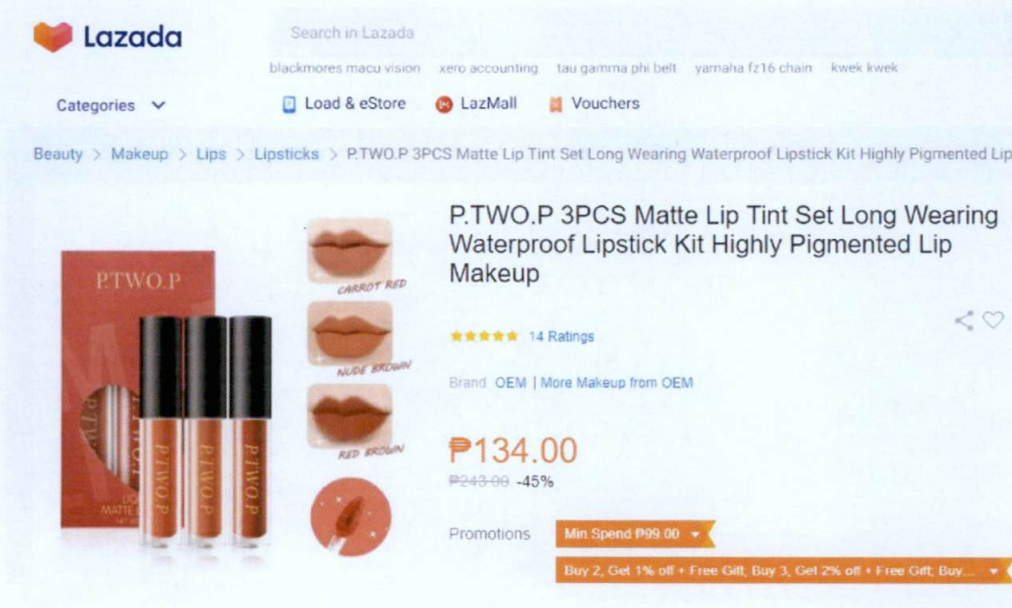 Lazada
Search in Lazada
blackmores macu vision xero accounting tau gamma phi belt yamaha fz16 chain kwek kwek
Categories
Load & eStore LazMall Vouchers
Beauty > Makeup > Lips > Lipsticks > P.TWO.P 3PCS Matte Lip Tint Set Long Wearing Waterproof Lipstick Kit Highly Pigmented Lip
P.TWO.P 3PCS Matte Lip Tint Set Long Wearing
Waterproof Lipstick Kit Highly Pigmented Lip
Makeup
14 Ratings
Brand OEM | More Makeup from OEM
₱134.00
₱243.00 -45%
Promotions
Min.Spend ₱99.00
Buy 2, Get 1% off + Free Gift; Buy 3, Get 2% off + Free Gift; Buy...
P.TWO.P
CARROT RED
NUDE BROWN
RED BROWN
P.TWO.P
P.TWO.P
P.TWO.P
MATTE